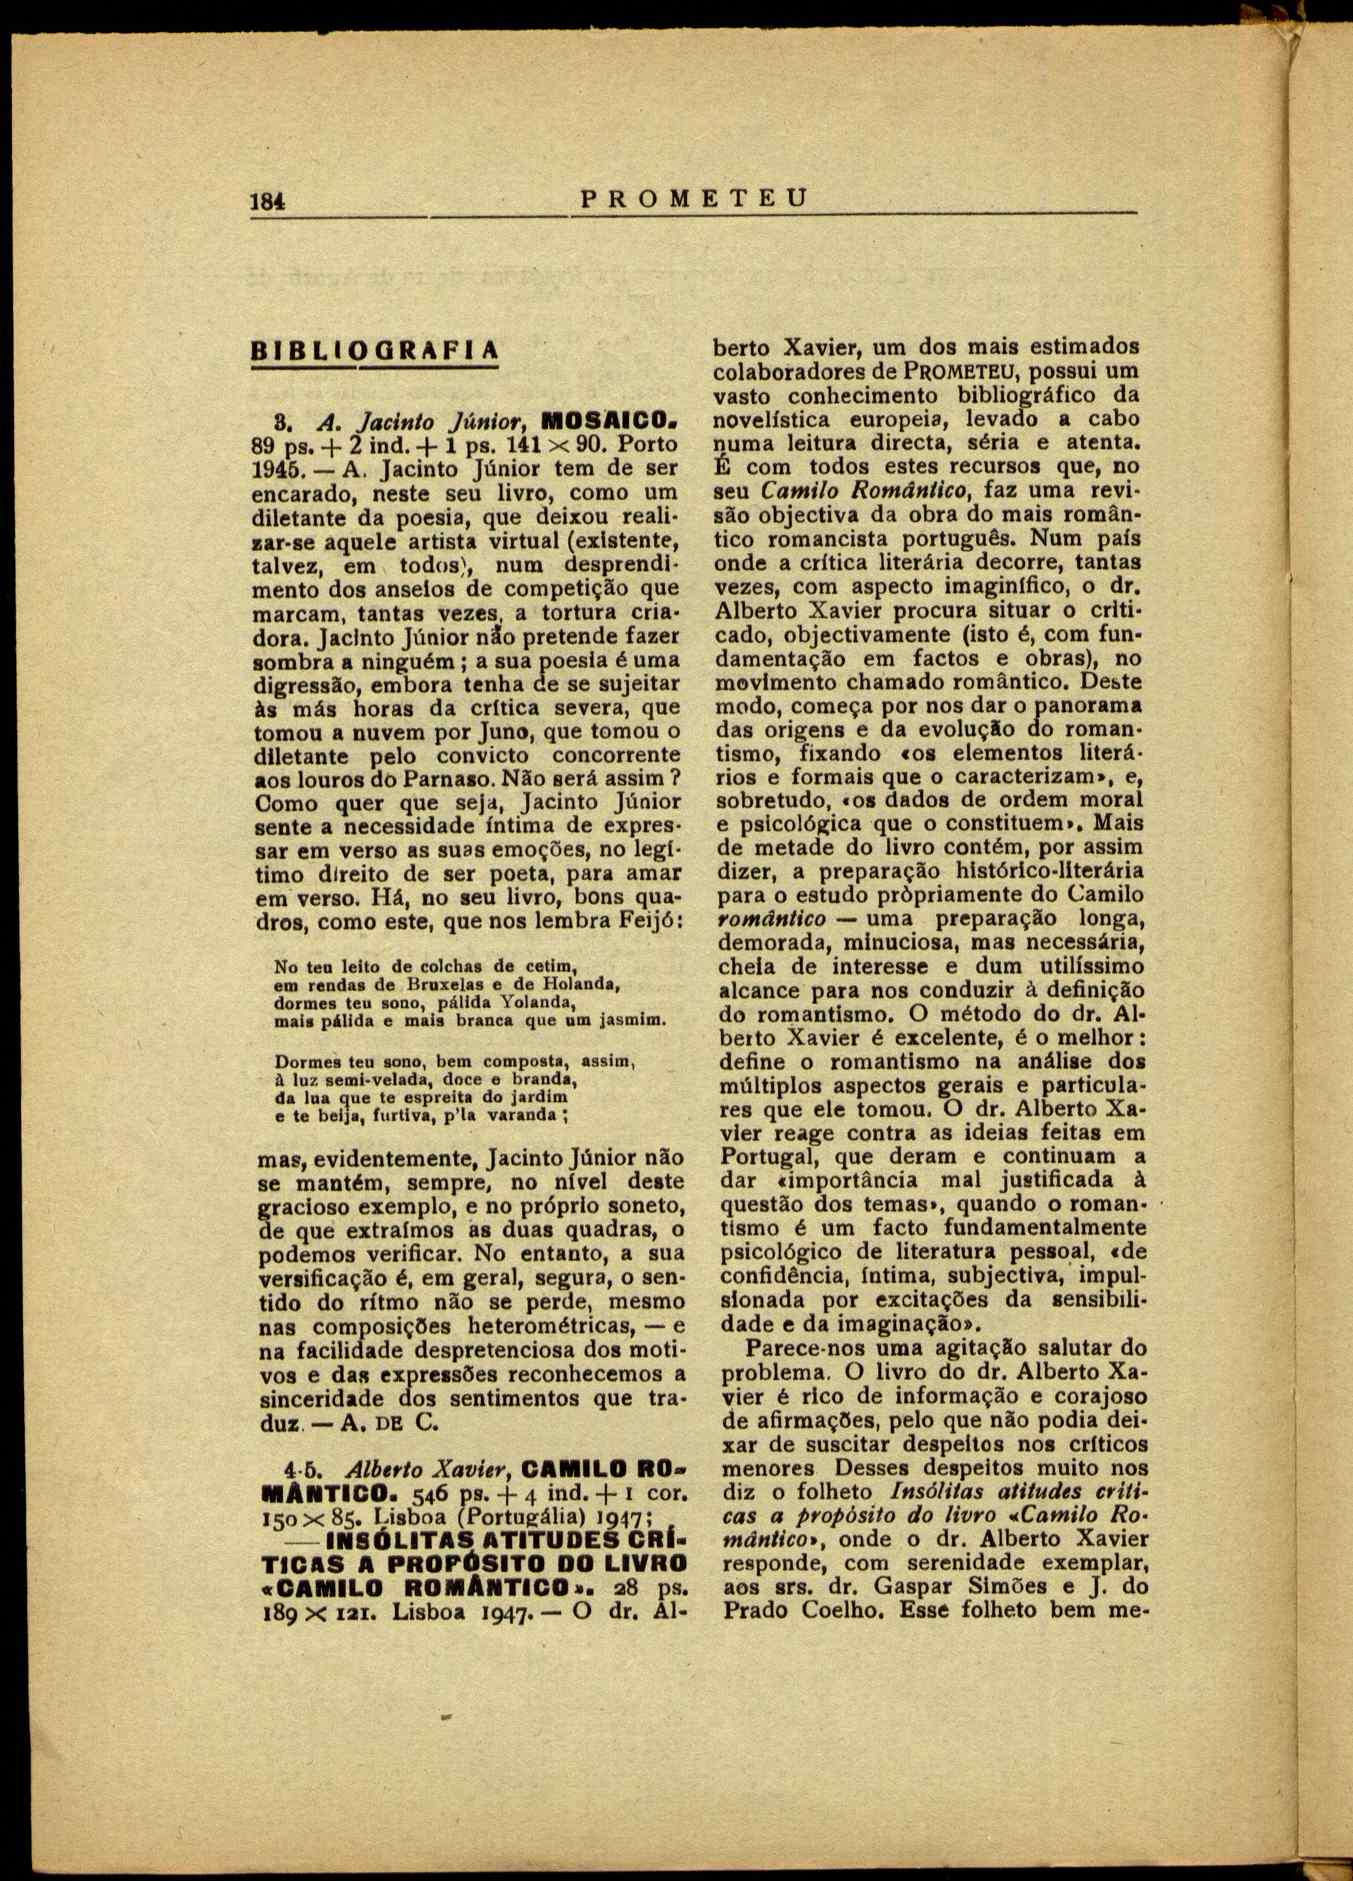 184
PROMETEU
BIBLIOGRAFIA
3. A. Jacinto Júnior, MOSAICO.
89 ps. + 2 ind. + 1 ps. 141 × 90. Porto
1945. — A. Jacinto Júnior tem de ser
encarado, neste seu livro, como um
diletante da poesia, que deixou reali-
zar-se aquele artista virtual (existente,
talvez, em todos), num desprendi-
mento dos anseios de competição que
marcam, tantas vezes, a tortura cria-
dora. Jacinto Júnior não pretende fazer
sombra a ninguém ; a sua poesia é uma
digressão, embora tenha de se sujeitar
às más horas da crítica severa, que
tomou a nuvem por Juno, que tomou o
diletante pelo convicto concorrente
aos louros do Parnaso. Não será assim ?
Como quer que seja, Jacinto Júnior
sente a necessidade íntima de expres-
sar em verso as suas emoções, no legí-
timo direito de ser poeta, para amar
em verso. Há, no seu livro, bons qua-
dros, como este, que nos lembra Feijó:
No teu leito de colchas de cetim,
em rendas de Bruxelas e de Holanda,
dormes teu sono, pálida Yolanda,
mais pálida e mais branca que um jasmim.
Dormes teu sono, bem composta, assim,
à luz semi-velada, doce e branda,
da lua que te espreita do jardim
e te beija, furtiva, p'la varanda ;
mas, evidentemente, Jacinto Júnior não
se mantém, sempre, no nível deste
gracioso exemplo, e no próprio soneto,
de que extraímos as duas quadras, o
podemos verificar. No entanto, a sua
versificação é, em geral, segura, o sen-
tido do rítmo não se perde, mesmo
nas composições heterométricas, — e
na facilidade despretenciosa dos moti-
vos e das expressões reconhecemos a
sinceridade dos sentimentos que tra-
duz. — A. DE C.
4-5. Alberto Xavier, CAMILO RO-
MÂNTICO. 546 ps. + 4 ind. + 1 cor.
150 × 85. Lisboa (Portugália) 1947;
— INSÓLITAS ATITUDES CRÍ-
TICAS A PROPÓSITO DO LIVRO
«CAMILO ROMÂNTICO». 28 ps.
189 × 121. Lisboa 1947. — O dr. Al-
berto Xavier, um dos mais estimados
colaboradores de PROMETEU, possui um
vasto conhecimento bibliográfico da
novelística europeia, levado a cabo
numa leitura directa, séria e atenta.
É com todos estes recursos que, no
seu Camilo Romântico, faz uma revi-
são objectiva da obra do mais român-
tico romancista português. Num país
onde a crítica literária decorre, tantas
vezes, com aspecto imaginífico, o dr.
Alberto Xavier procura situar o criti-
cado, objectivamente (isto é, com fun-
damentação em factos e obras), no
movimento chamado romântico. Deste
modo, começa por nos dar o panorama
das origens e da evolução do roman-
tismo, fixando «os elementos literá-
rios e formais que o caracterizam», e,
sobretudo, «os dados de ordem moral
e psicológica que o constituem». Mais
de metade do livro contém, por assim
dizer, a preparação histórico-literária
para o estudo pròpriamente do Camilo
romântico — uma preparação longa,
demorada, minuciosa, mas necessária,
cheia de interesse e dum utilíssimo
alcance para nos conduzir à definição
do romantismo. O método do dr. Al-
berto Xavier é excelente, é o melhor :
define o romantismo na análise dos
múltiplos aspectos gerais e particula-
res que ele tomou. O dr. Alberto Xa-
vier reage contra as ideias feitas em
Portugal, que deram e continuam a
dar «importância mal justificada à
questão dos temas», quando o roman-
tismo é um facto fundamentalmente
psicológico de literatura pessoal, «de
confidência, íntima, subjectiva, impul-
sionada por excitações da sensibili-
dade e da imaginação».
Parece-nos uma agitação salutar do
problema. O livro do dr. Alberto Xa-
vier é rico de informação e corajoso
de afirmações, pelo que não podia dei-
xar de suscitar despeitos nos críticos
menores Desses despeitos muito nos
diz o folheto Insólitas atitudes críti-
cas a propósito do livro «Camilo Ro-
mântico», onde o dr. Alberto Xavier
responde, com serenidade exemplar,
aos srs. dr. Gaspar Simões e J. do
Prado Coelho. Esse folheto bem me-